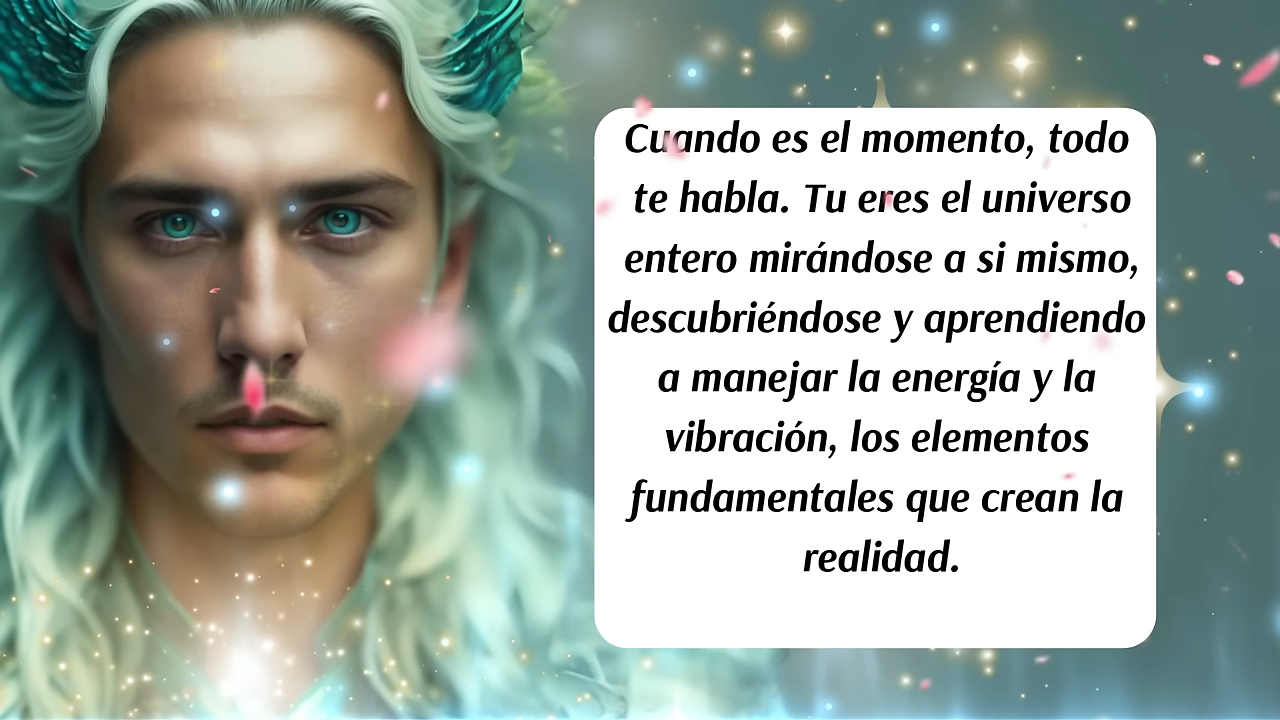 Cuando es el momento, todo
te habla. Tu eres el universo
entero mirándose a si mismo,
descubriéndose y aprendiendo
a manejar la energía y la
vibración, los elementos
fundamentales que crean la
realidad.